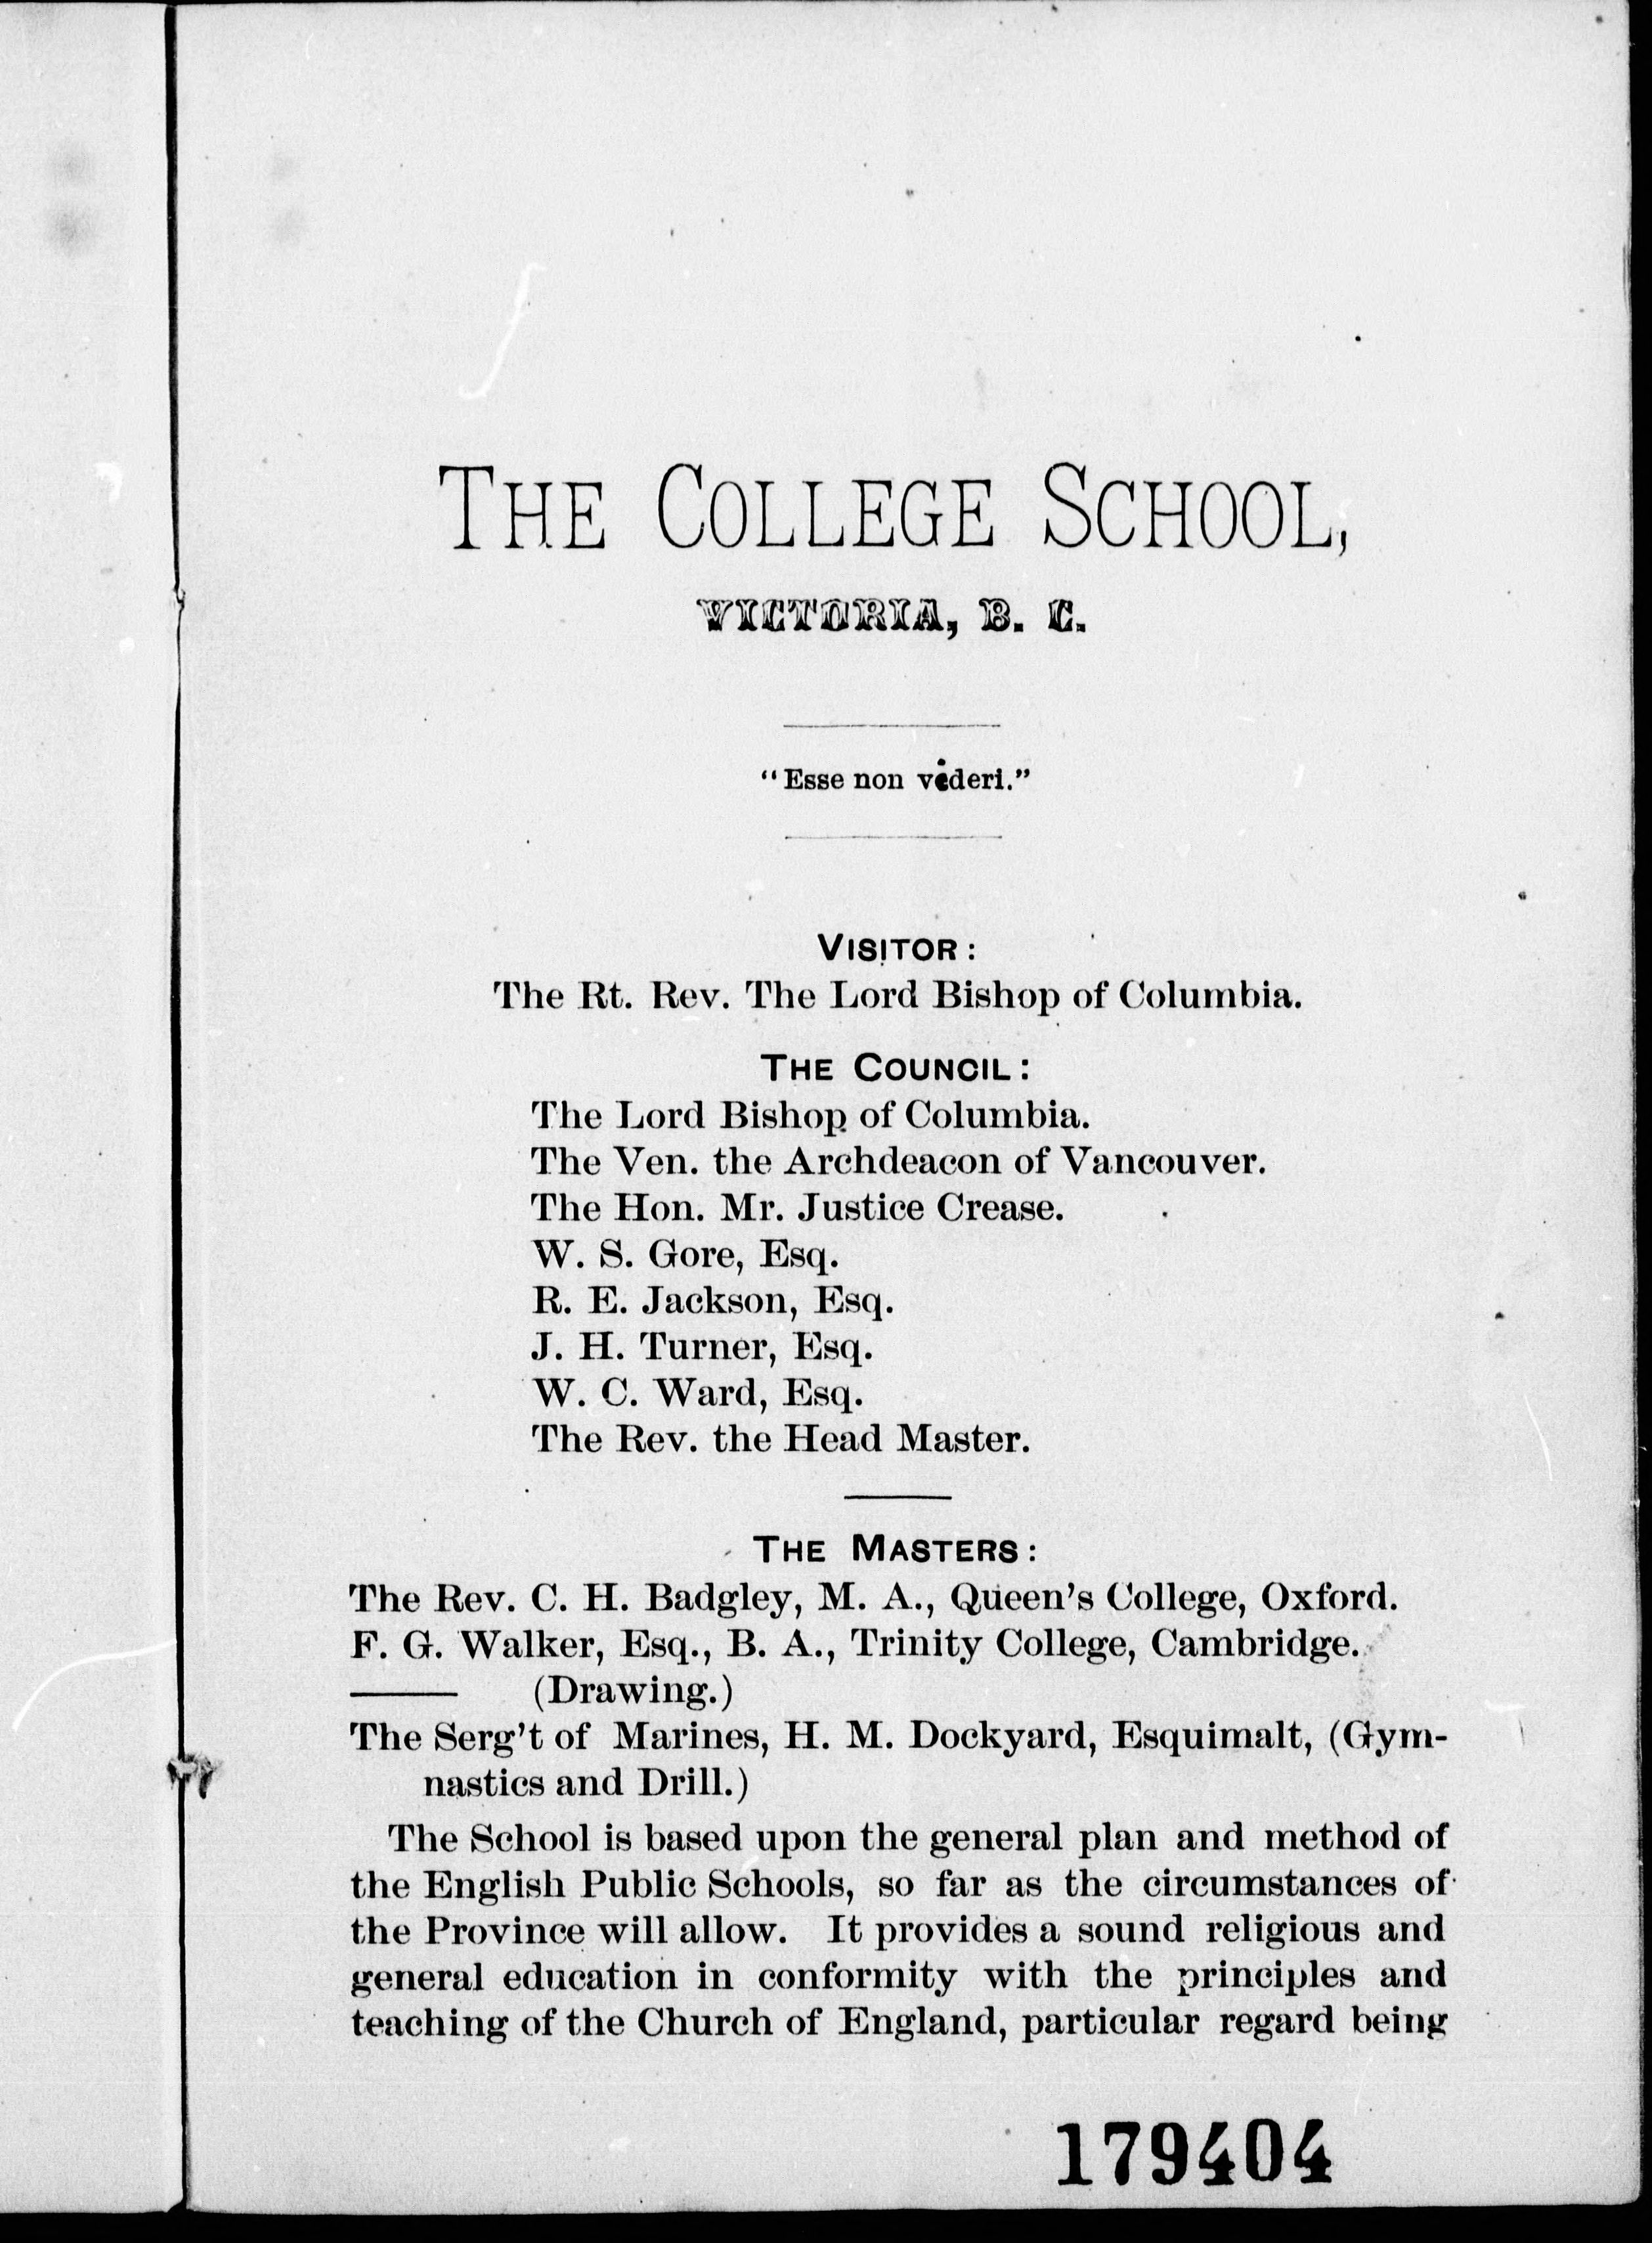 THE COLLEGE SCHOOL,
VICTORIA, B. C.
"Esse non videri."
VISITOR:
The Rt. Rev. The Lord Bishop of Columbia.
THE COUNCIL:
The Lord Bishop of Columbia.
The Ven. the Archdeacon of Vancouver.
The Hon. Mr. Justice Crease.
W. S. Gore, Esq.
R. E. Jackson, Esq.
J. H. Turner, Esq.
W. C. Ward, Esq.
The Rev. the Head Master.
THE MASTERS:
The Rev. C. H. Badgley, M. A., Queen's College, Oxford.
F. G. Walker, Esq., B. A., Trinity College, Cambridge.
——— (Drawing.)
The Serg't of Marines, H. M. Dockyard, Esquimalt, (Gym-
nastics and Drill.)
The School is based upon the general plan and method of
the English Public Schools, so far as the circumstances of
the Province will allow. It provides a sound religious and
general education in conformity with the principles and
teaching of the Church of England, particular regard being
179404